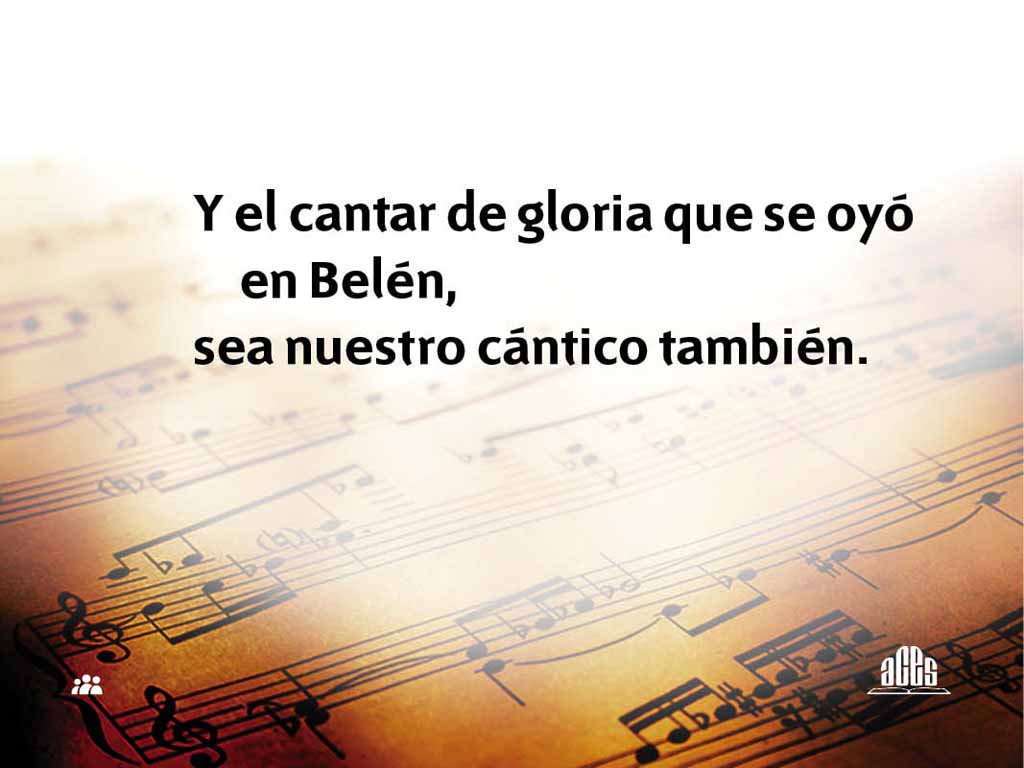 Y el cantar de gloria que se oyó
en Belén,
sea nuestro cántico también.
aces